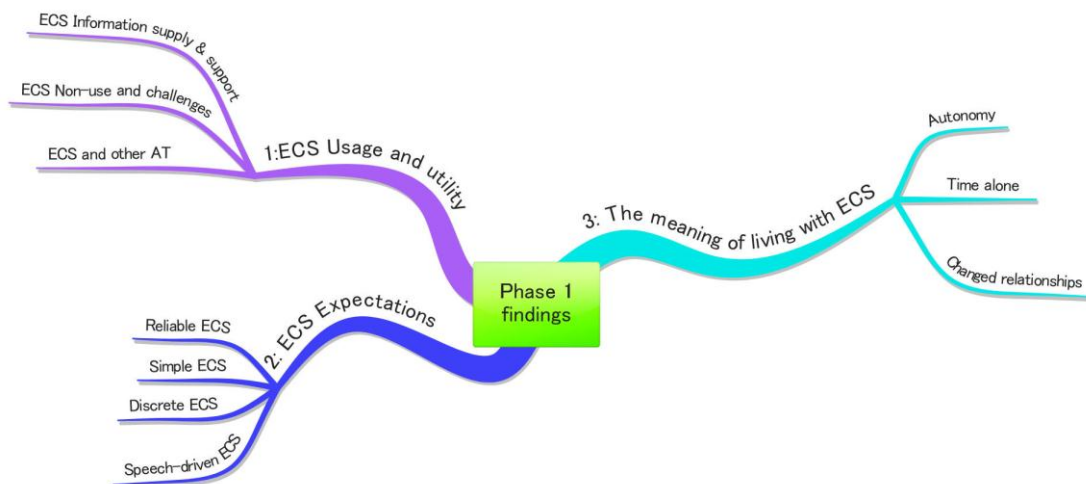 Phase 1
findings
1:ECS Usage and utility
ECS Information supply & support
ECS Non-use and challenges
ECS and other AT
2: ECS Expectations
Reliable ECS
Simple ECS
Discrete ECS
Speech-driven ECS
3: The meaning of living with ECS
Autonomy
Time alone
Changed relationships